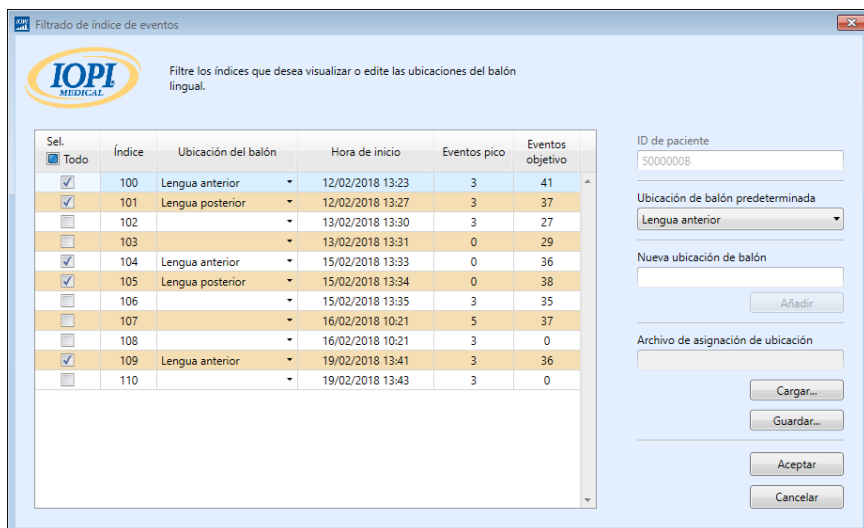 Filtrado de índice de eventos
IOPI
MEDICAL
Filtre los índices que desea visualizar o edite las ubicaciones del balón
lingual.
Sel.
Todo
Índice
Ubicación del balón
Hora de inicio
Eventos pico
Eventos
objetivo
100 Lengua anterior 12/02/2018 13:23 3 41
101 Lengua posterior 12/02/2018 13:27 3 37
102 13/02/2018 13:30 3 27
103 13/02/2018 13:31 0 29
104 Lengua anterior 15/02/2018 13:33 0 36
105 Lengua posterior 15/02/2018 13:34 0 38
106 15/02/2018 13:35 3 35
107 16/02/2018 10:21 5 37
108 16/02/2018 10:21 3 0
109 Lengua anterior 19/02/2018 13:41 3 36
110 19/02/2018 13:43 3 0
ID de paciente
5000000B
Ubicación de balón predeterminada
Lengua anterior
Nueva ubicación de balón
Añadir
Archivo de asignación de ubicación
Cargar...
Guardar...
Aceptar
Cancelar